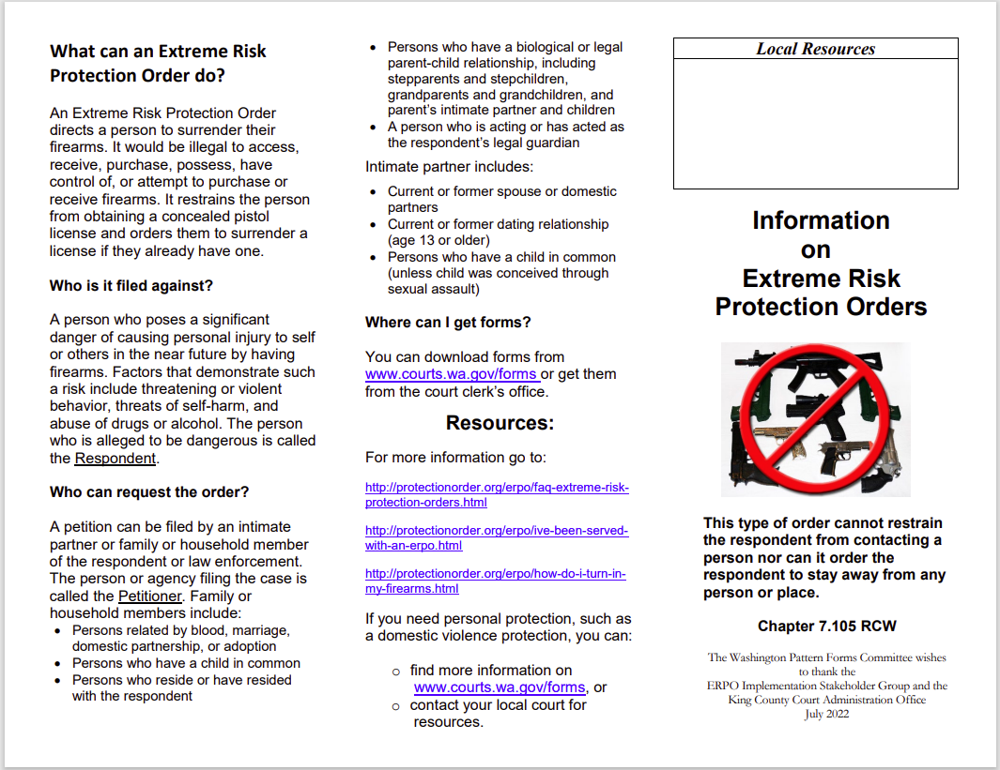 What can an Extreme Risk
Protection Order do?
An Extreme Risk Protection Order
directs a person to surrender their
firearms. It would be illegal to access,
receive, purchase, possess, have
control of, or attempt to purchase or
receive firearms. It restrains the person
from obtaining a concealed pistol
license and orders them to surrender a
license if they already have one.
Who is it filed against?
A person who poses a significant
danger of causing personal injury to self
or others in the near future by having
firearms. Factors that demonstrate such
a risk include threatening or violent
behavior, threats of self-harm, and
abuse of drugs or alcohol. The person
who is alleged to be dangerous is called
the Respondent.
Who can request the order?
A petition can be filed by an intimate
partner or family or household member
of the respondent or law enforcement.
The person or agency filing the case is
called the Petitioner. Family or
household members include:
• Persons related by blood, marriage,
domestic partnership, or adoption
• Persons who have a child in common
• Persons who reside or have resided
with the respondent
• Persons who have a biological or legal
parent-child relationship, including
stepparents and stepchildren,
grandparents and grandchildren, and
parent's intimate partner and children
• A person who is acting or has acted as
the respondent's legal guardian
Intimate partner includes:
• Current or former spouse or domestic
partners
• Current or former dating relationship
(age 13 or older)
• Persons who have a child in common
(unless child was conceived through
sexual assault)
Where can I get forms?
You can download forms from
www.courts.wa.gov/forms or get them
from the court clerk's office.
Resources:
For more information go to:
http://protectionorder.org/erpo/faq-extreme-risk-
protection-orders.html
http://protectionorder.org/erpo/ive-been-served-
with-an-erpo.html
http://protectionorder.org/erpo/how-do-i-turn-in-
my-firearms.html
If you need personal protection, such as
a domestic violence protection, you can:
o find more information on
www.courts.wa.gov/forms, or
o contact your local court for
resources.
Local Resources
Information
on
Extreme Risk
Protection Orders
This type of order cannot restrain
the respondent from contacting a
person nor can it order the
respondent to stay away from any
person or place.
Chapter 7.105 RCW
The Washington Pattern Forms Committee wishes
to thank the
ERPO Implementation Stakeholder Group and the
King County Court Administration Office
July 2022